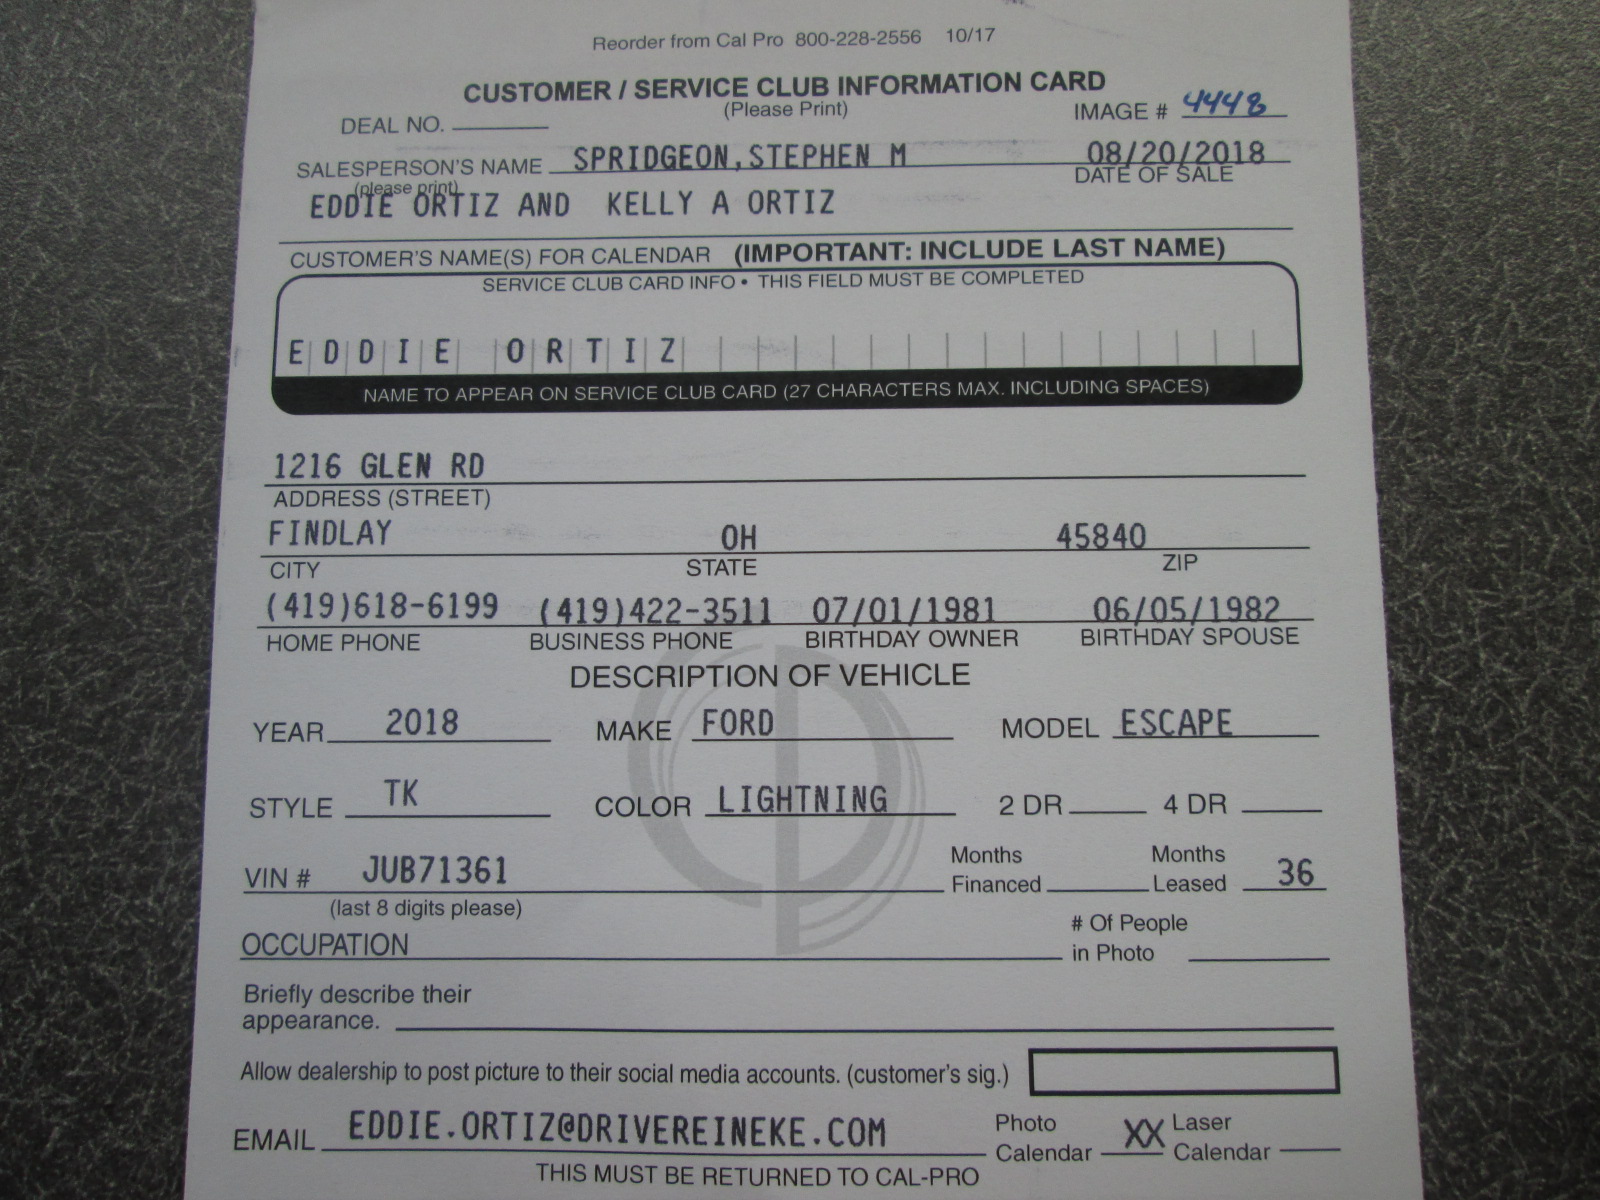 Reorder from Cal Pro 800-228-2556 10/17
CUSTOMER / SERVICE CLUB INFORMATION CARD
(Please Print)
DEAL NO.
IMAGE # 4448
SALESPERSON'S NAME SPRIDGEON,STEPHEN M 08/20/2018
(please print) DATE OF SALE
EDDIE ORTIZ AND KELLY A ORTIZ
CUSTOMER'S NAME(S) FOR CALENDAR (IMPORTANT: INCLUDE LAST NAME)
SERVICE CLUB CARD INFO • THIS FIELD MUST BE COMPLETED
EDDIE ORTIZ
NAME TO APPEAR ON SERVICE CLUB CARD (27 CHARACTERS MAX. INCLUDING SPACES)
1216 GLEN RD
ADDRESS (STREET)
FINDLAY OH 45840
CITY STATE ZIP
(419)618-6199 (419)422-3511 07/01/1981 06/05/1982
HOME PHONE BUSINESS PHONE BIRTHDAY OWNER BIRTHDAY SPOUSE
DESCRIPTION OF VEHICLE
YEAR 2018 MAKE FORD MODEL ESCAPE
STYLE TK COLOR LIGHTNING 2 DR 4 DR
VIN # JUB71361 Months Financed Months Leased 36
(last 8 digits please)
OCCUPATION # Of People in Photo
Briefly describe their
appearance.
Allow dealership to post picture to their social media accounts. (customer's sig.)
EMAIL EDDIE.ORTIZ@DRIVEREINEKE.COM Photo Calendar XX Laser Calendar
THIS MUST BE RETURNED TO CAL-PRO